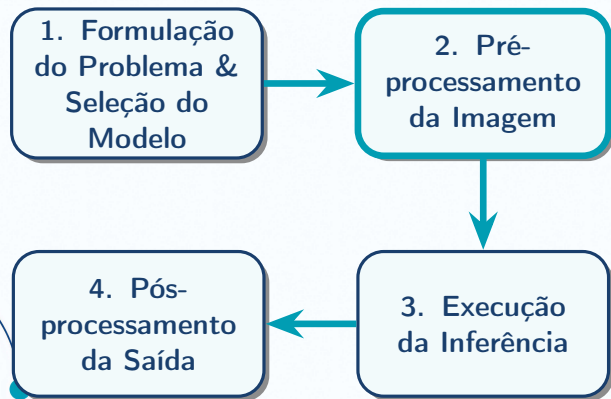 1. Formulação
do Problema &
Seleção do
Modelo
2. Pré-
processamento
da Imagem
3. Execução
da Inferência
4. Pós-
processamento
da Saída